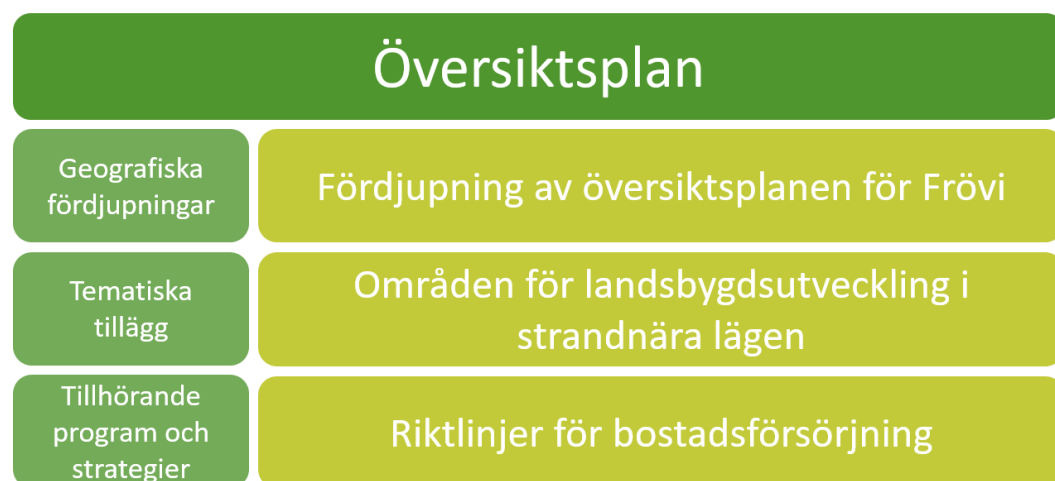 Översiktsplan
Geografiska
fördjupningar
Fördjupning av översiktsplanen för Frövi
Tematiska
tillägg
Områden för landsbygdsutveckling i
strandnära lägen
Tillhörande
program och
strategier
Riktlinjer för bostadsförsörjning